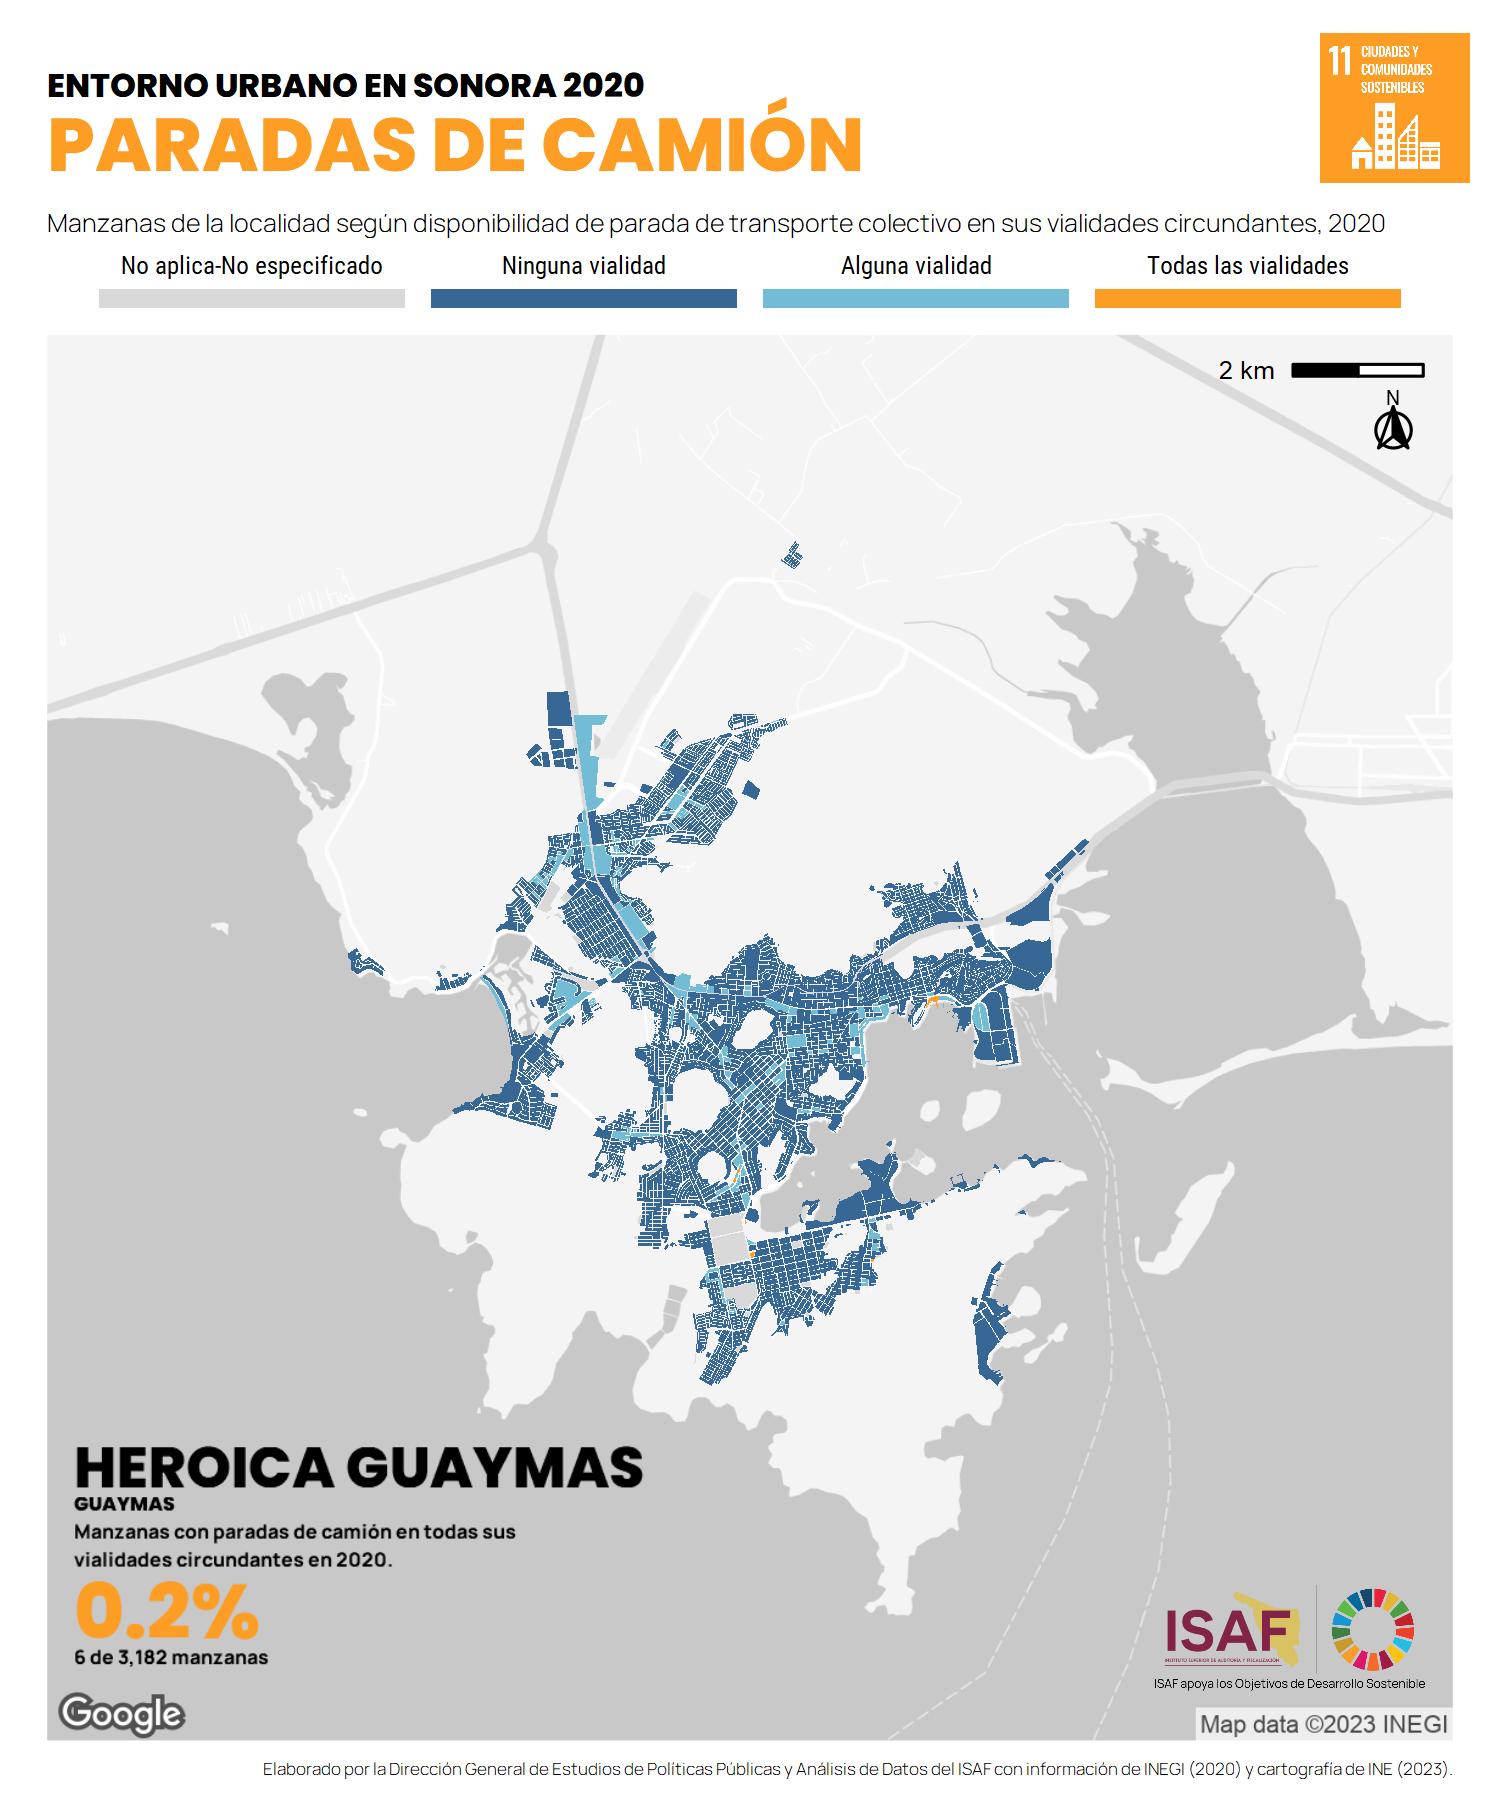 11 CIUDADES Y
COMUNIDADES
SOSTENIBLES
ENTORNO URBANO EN SONORA 2020
PARADAS DE CAMIÓN
Manzanas de la localidad según disponibilidad de parada de transporte colectivo en sus vialidades circundantes, 2020
No aplica-No especificado Ninguna vialidad Alguna vialidad Todas las vialidades
2 km
N
HEROICA GUAYMAS
GUAYMAS
Manzanas con paradas de camión en todas sus
vialidades circundantes en 2020.
0.2%
6 de 3,182 manzanas
ISAF
INSTITUTO SUPERIOR DE AUDITORÍA Y FISCALIZACIÓN
ISAF apoya los Objetivos de Desarrollo Sostenible
Google
Map data ©2023 INEGI
Elaborado por la Dirección General de Estudios de Políticas Públicas y Análisis de Datos del ISAF con información de INEGI (2020) y cartografía de INE (2023).